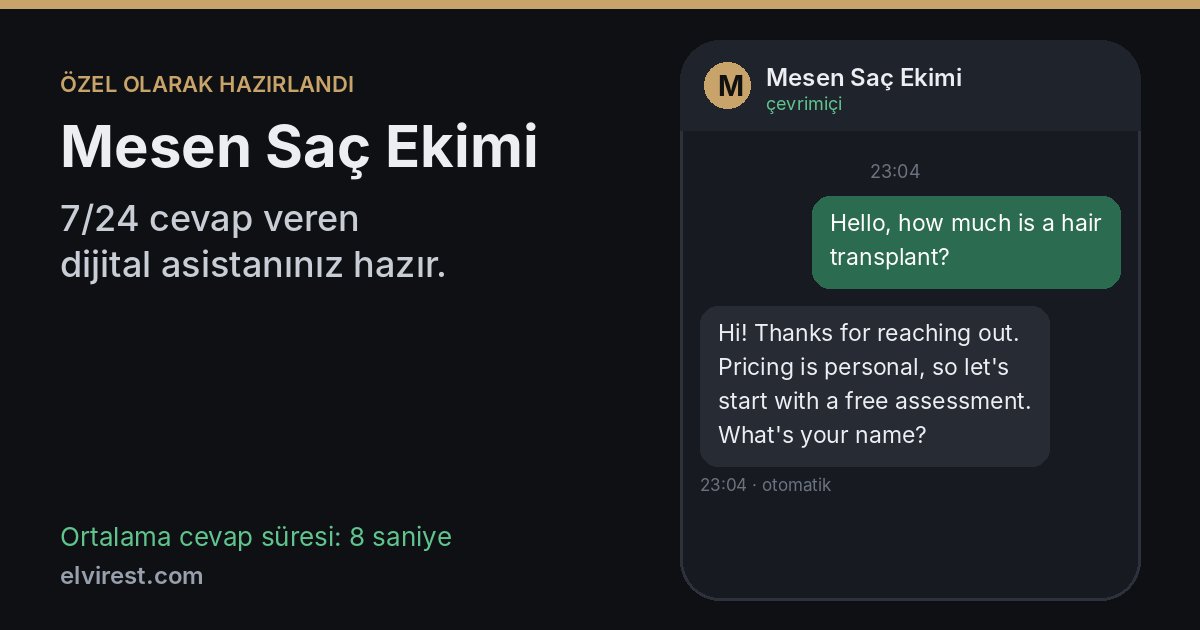 ÖZEL OLARAK HAZIRLANDI
Mesen Saç Ekimi
7/24 cevap veren
dijital asistanınız hazır.
Ortalama cevap süresi: 8 saniye
elvirest.com
M
Mesen Saç Ekimi
çevrimiçi
23:04
Hello, how much is a hair
transplant?
Hi! Thanks for reaching out.
Pricing is personal, so let's
start with a free assessment.
What's your name?
23:04 · otomatik